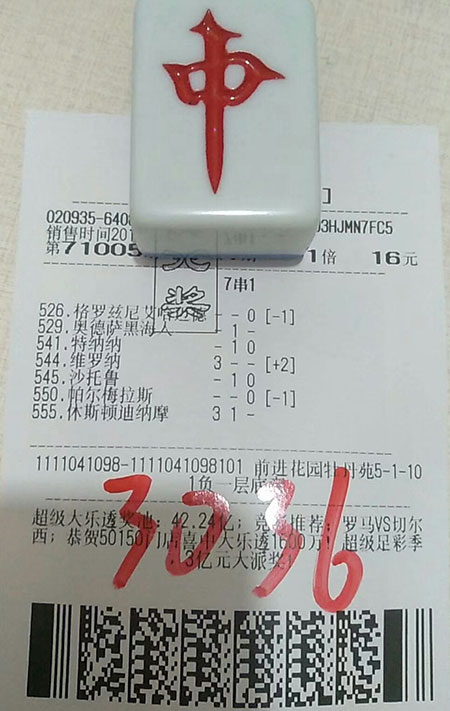 中
]
020935-6408
03HJMN7FC5
销售时间201
第71005
1倍 16元
兑
奖
7串1
526.格罗兹尼艾哈迈德 - - 0 [-1]
529.奥德萨黑海人 - 1 -
541.特纳纳 - 1 0
544.维罗纳 3 - - [+2]
545.沙托鲁 - 1 0
550.帕尔梅拉斯 - - 0 [-1]
555.休斯顿迪纳摩 3 1 -
1111041098-1111041098101 前进花园牡丹苑5-1-10
1负一层底
3036
超级大乐透奖池:42.24亿;竞 推荐:罗马VS切尔
西;恭贺50150门店喜中大乐透1600万!超级足彩季
,3亿元大派奖!